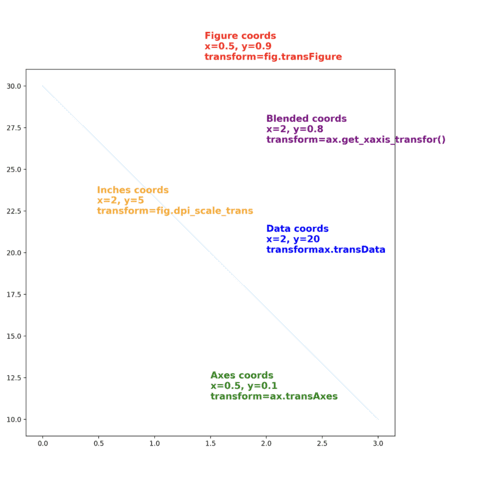 Figure coords
x=0.5, y=0.9
transform=fig.transFigure
30.0
Blended coords
x=2, y=0.8
transform=ax.get_xaxis_transfor()
27.5
25.0
Inches coords
x=2, y=5
transform=fig.dpi_scale_trans
22.5
Data coords
x=2, y=20
transformax.transData
20.0
17.5
15.0
Axes coords
x=0.5, y=0.1
transform=ax.transAxes
12.5
10.0
0.0 0.5 1.0 1.5 2.0 2.5 3.0